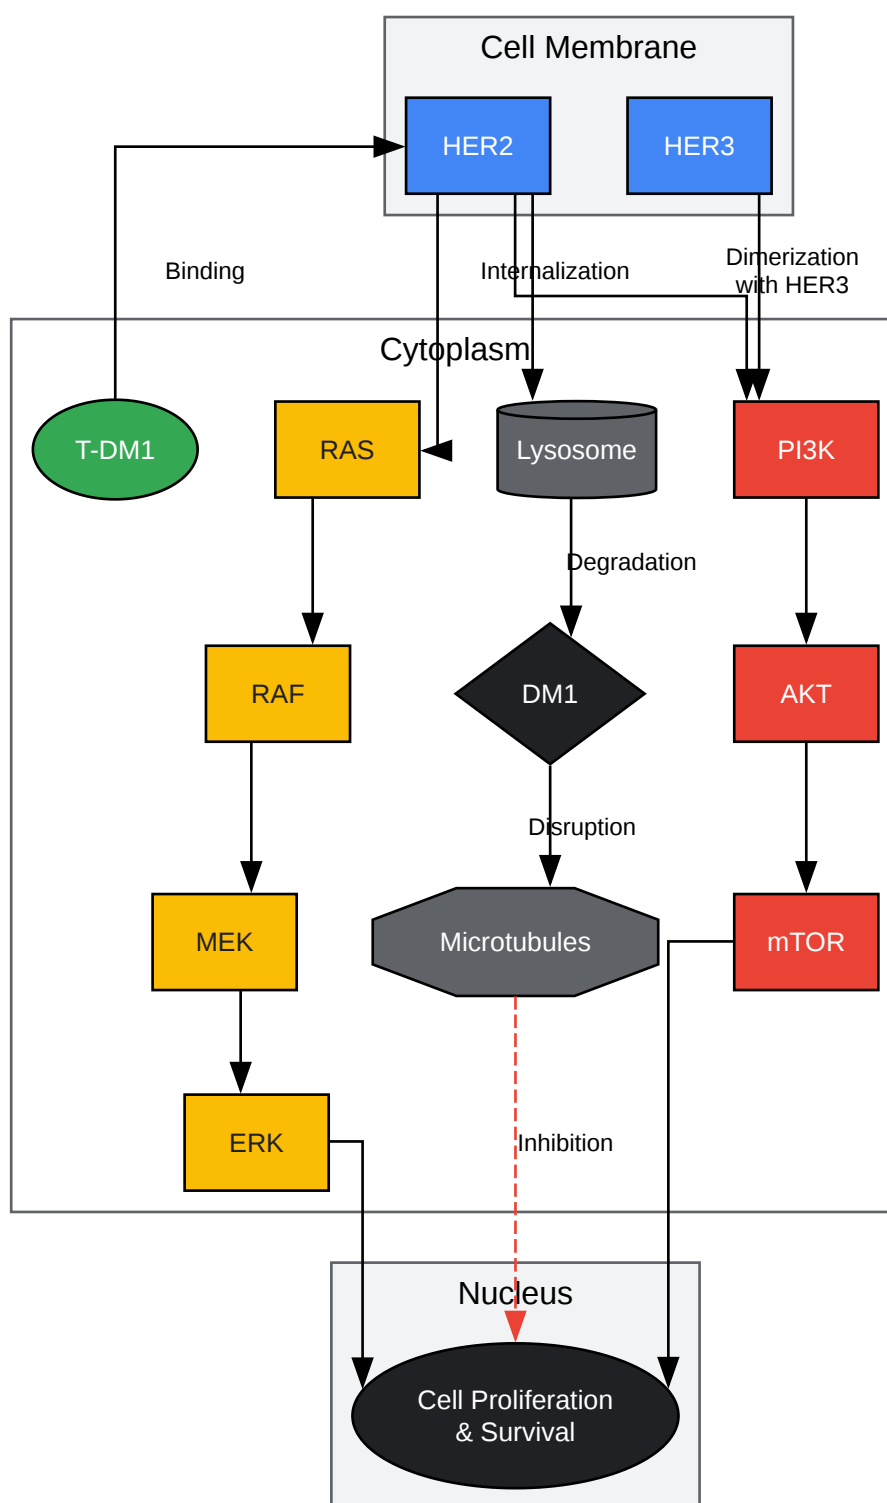 Cell Membrane
HER2
HER3
Binding
Internalization
Dimerization
with HER3
Cytoplasm
T-DM1
RAS
Lysosome
PI3K
Degradation
RAF
DM1
AKT
Disruption
MEK
Microtubules
mTOR
ERK
Inhibition
Nucleus
Cell Proliferation
& Survival